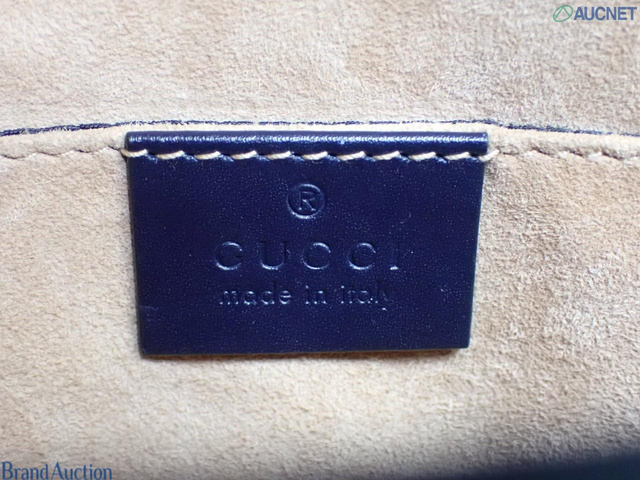 AUCNET
®
GUCCI
made in italy
Brand Auction